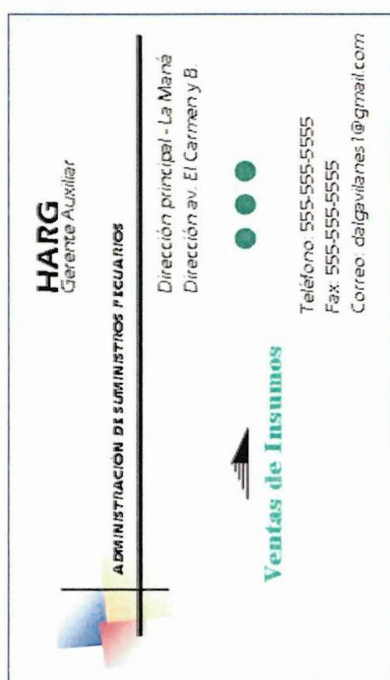 HARG
Gerente Auxiliar
ADMINISTRACIÓN DE SUMINISTROS PECUARIOS
Dirección principal - La Maná
Dirección av. El Carmen y B.
Ventas de Insumos
Teléfono: 555-555-5555
Fax: 555-555-5555
Correo: dalgavilanes1@gmail.com